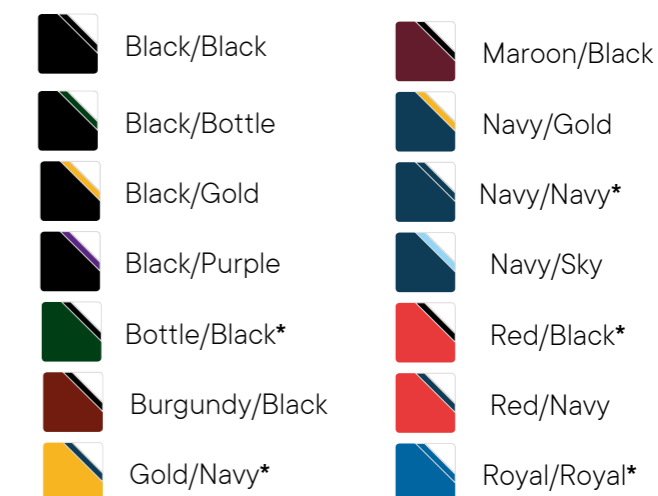 Black/Black
Black/Bottle
Black/Gold
Black/Purple
Bottle/Black*
Burgundy/Black
Gold/Navy*
Maroon/Black
Navy/Gold
Navy/Navy*
Navy/Sky
Red/Black*
Red/Navy
Royal/Royal*